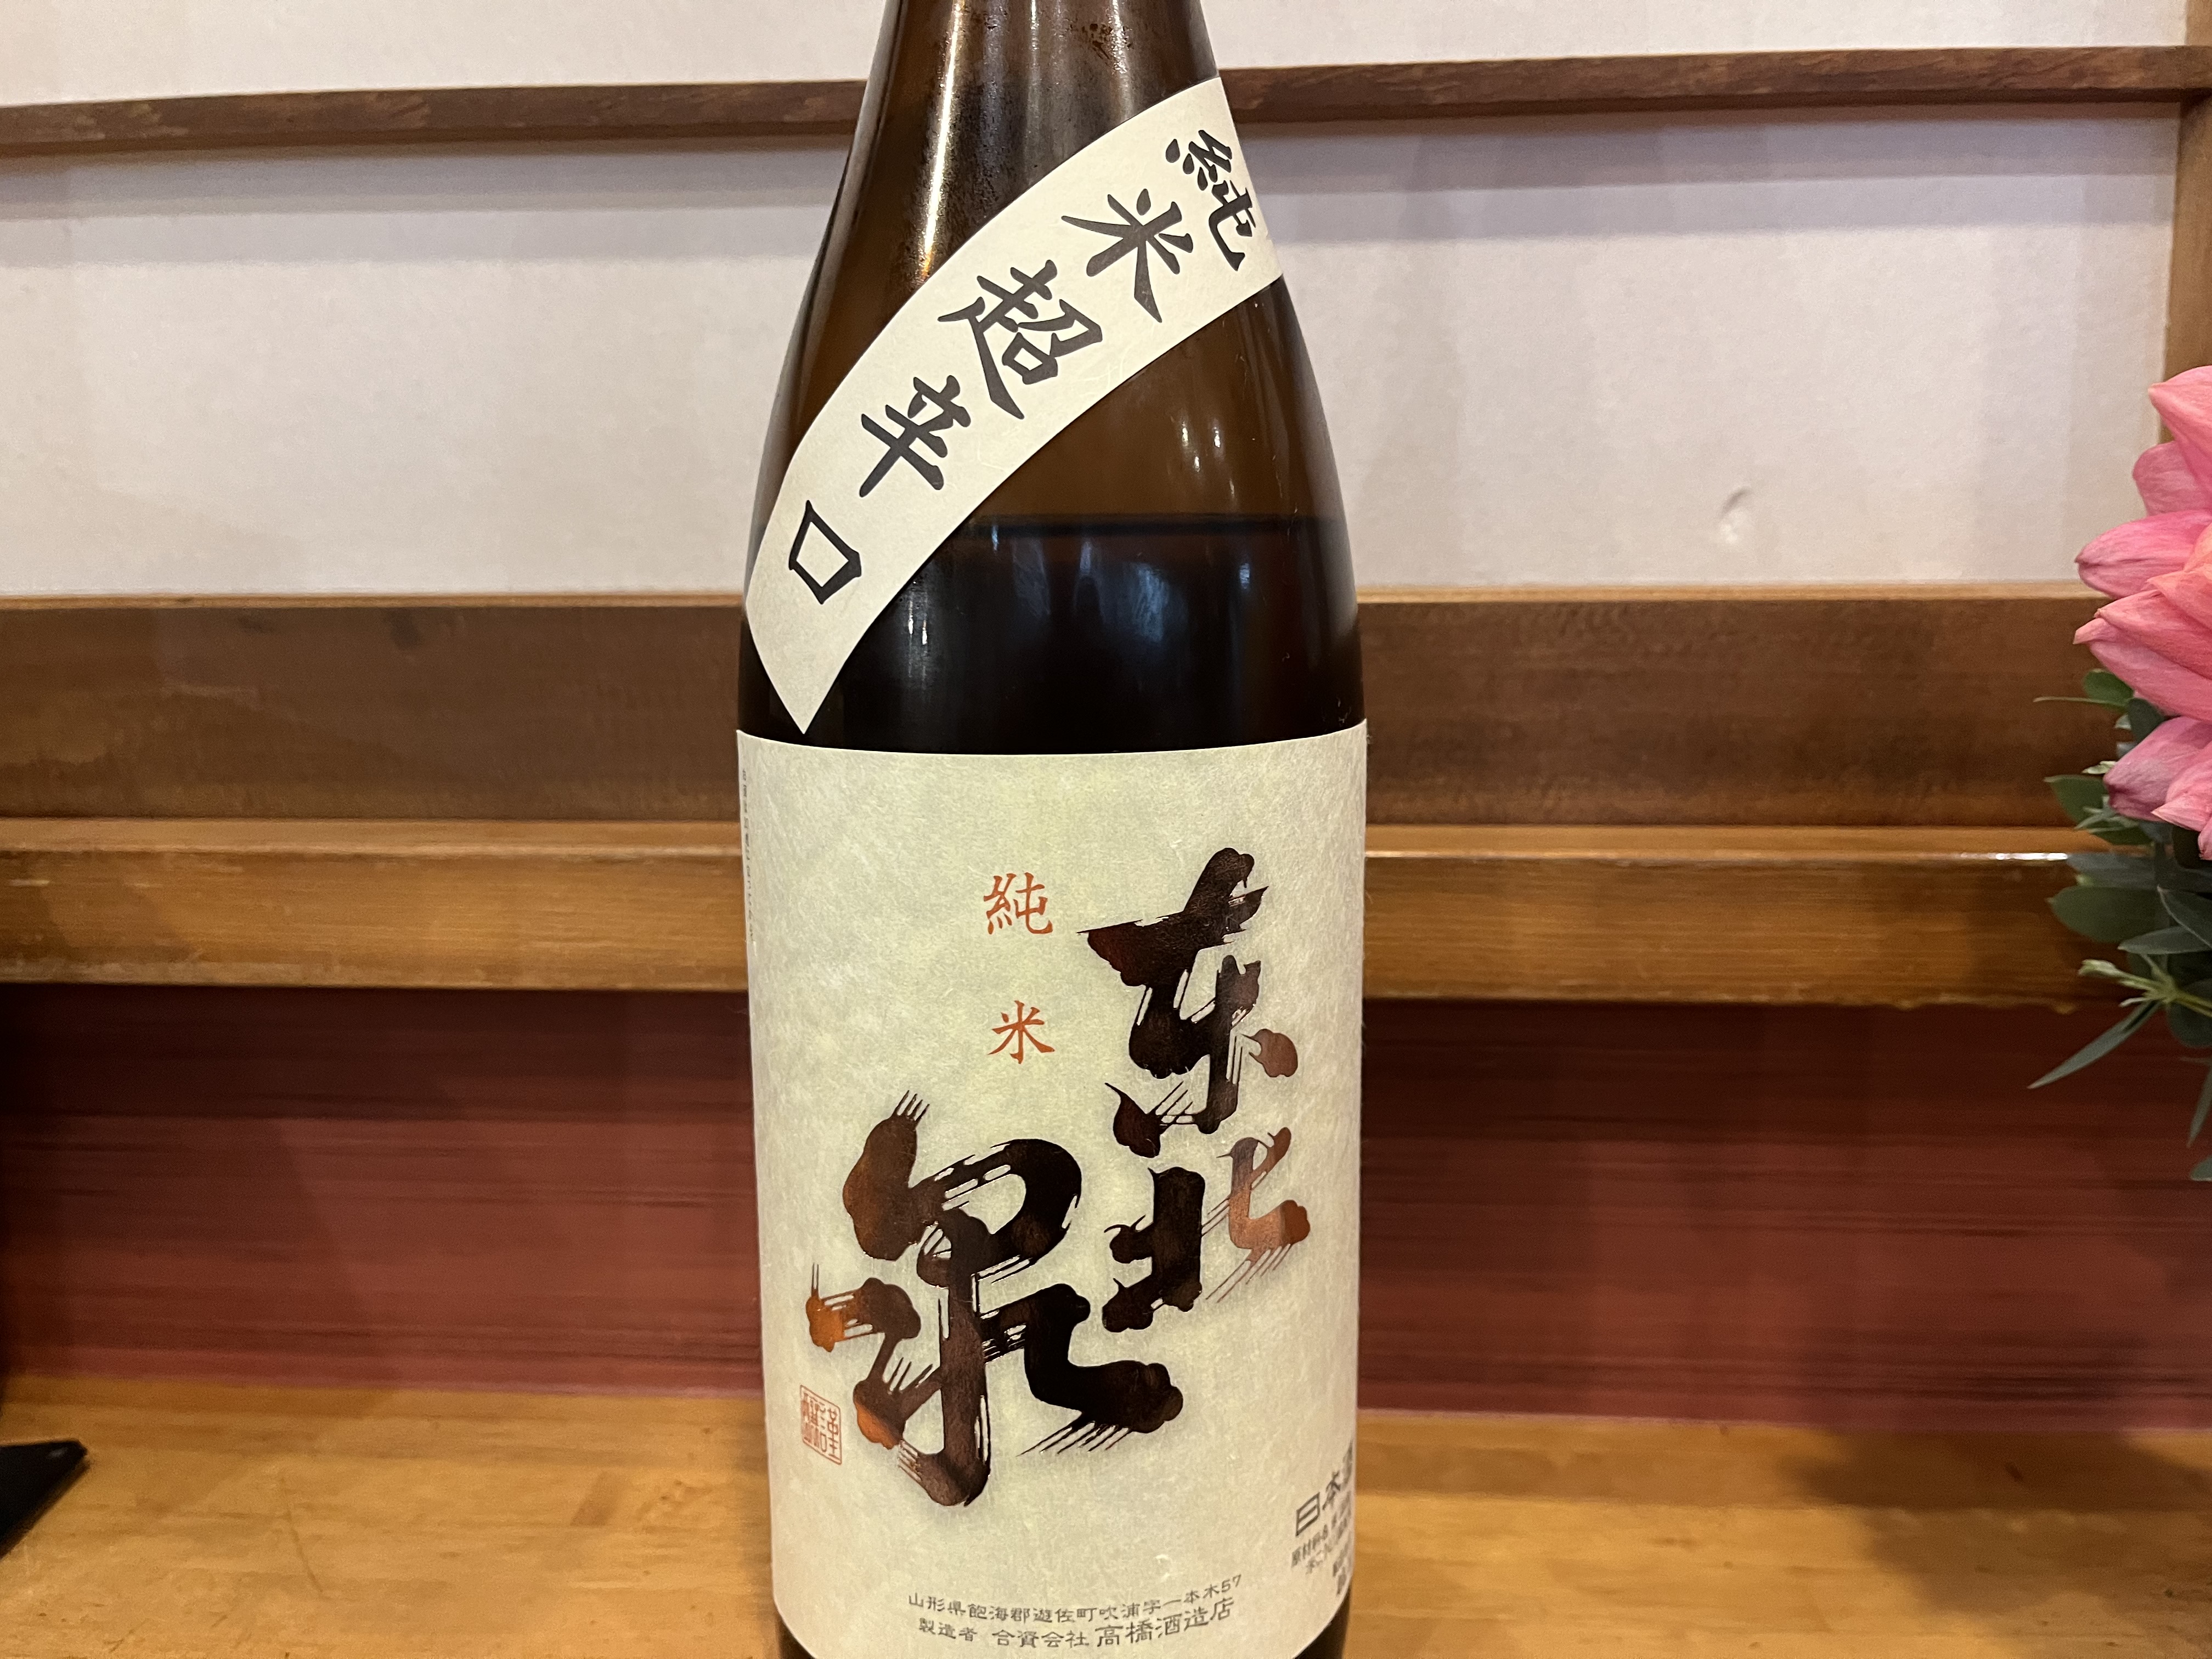 純米超辛口
東北泉
純米
謹醸
日本酒
山形県飽海郡遊佐町吹浦字一本木57
製造者 合資会社 高橋酒造店